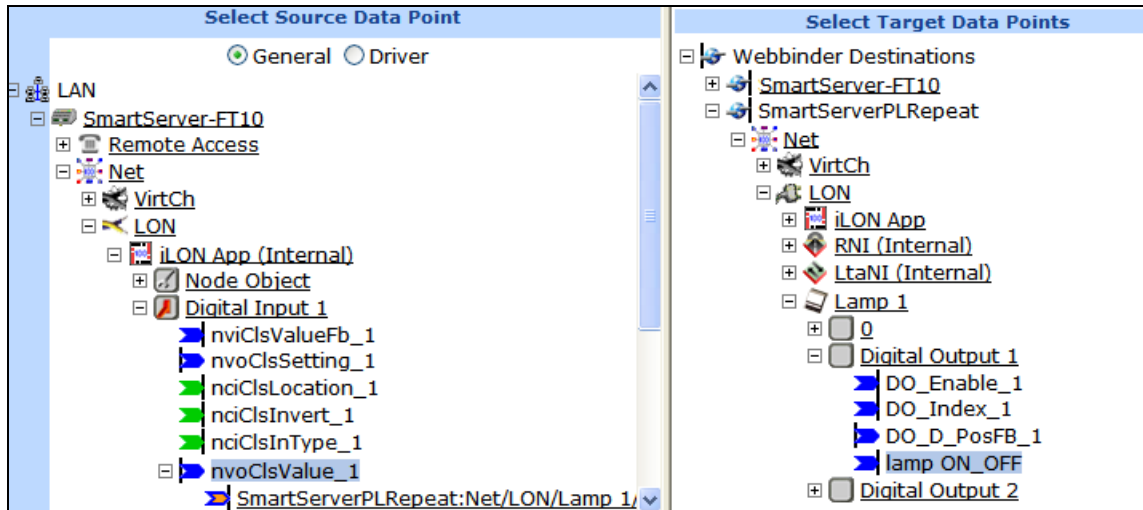 Select Source Data Point
General Driver
LAN
SmartServer-FT10
Remote Access
Net
VirtCh
LON
iLON App (Internal)
Node Object
Digital Input 1
nviClsValueFb_1
nvoClsSetting_1
nciClsLocation_1
nciClsInvert_1
nciClsInType_1
nvoClsValue_1
SmartServerPLRepeat:Net/LON/Lamp 1/
Select Target Data Points
Webbinder Destinations
SmartServer-FT10
SmartServerPLRepeat
Net
VirtCh
LON
iLON App
RNI (Internal)
LtaNI (Internal)
Lamp 1
0
Digital Output 1
DO_Enable_1
DO_Index_1
DO_D_PosFB_1
lamp ON_OFF
Digital Output 2